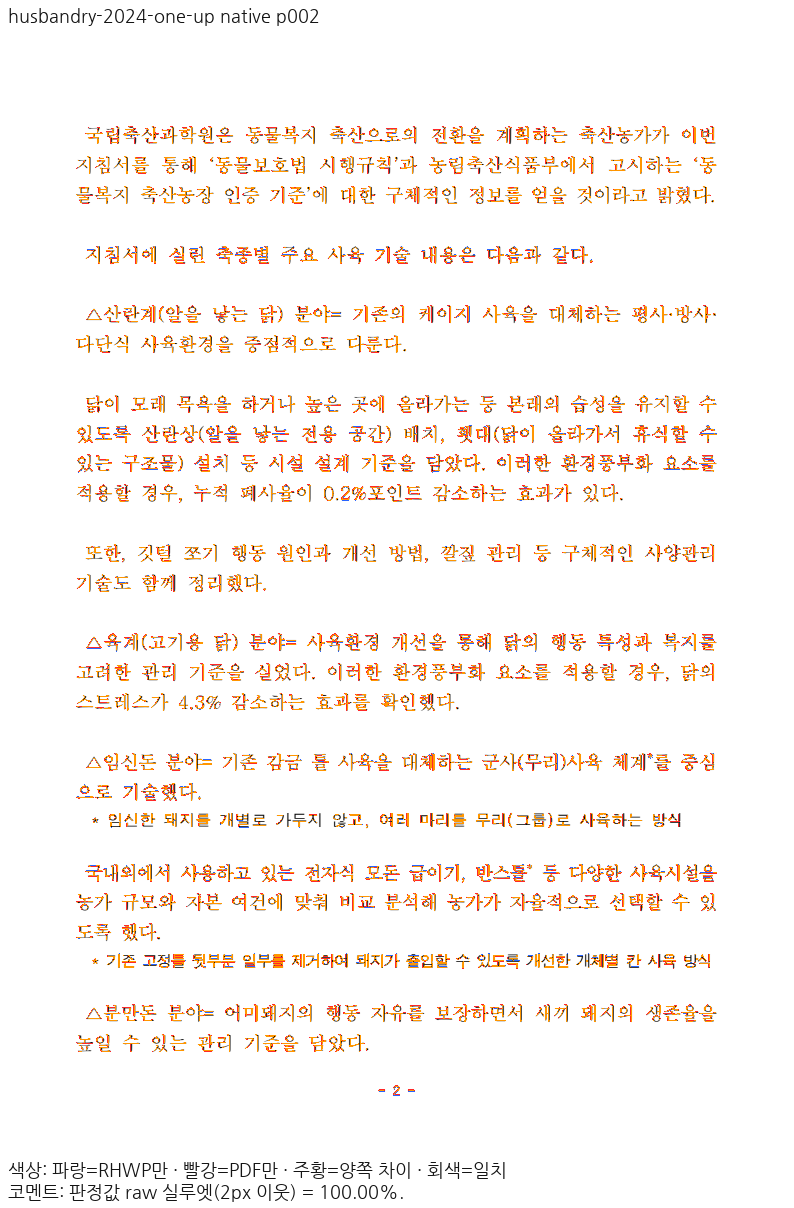 husbandry-2024-one-up native p002
국립축산과학원은 동물복지 축산으로의 전환을 계획하는 축산농가가 이번
지침서를 통해 ‘동물보호법 시행규칙’과 농림축산식품부에서 고시하는 ‘동
물복지 축산농장 인증 기준’에 대한 구체적인 정보를 얻을 것이라고 밝혔다.
지침서에 실린 축종별 주요 사육 기술 내용은 다음과 같다.
△산란계(알을 낳는 닭) 분야= 기존의 케이지 사육을 대체하는 평사·방사·
다단식 사육환경을 중점적으로 다룬다.
닭이 모래 목욕을 하거나 높은 곳에 올라가는 등 본래의 습성을 유지할 수
있도록 산란상(알을 낳는 전용 공간) 배치, 횃대(닭이 올라가서 휴식할 수
있는 구조물) 설치 등 시설 설계 기준을 담았다. 이러한 환경풍부화 요소를
적용할 경우, 누적 폐사율이 0.2%포인트 감소하는 효과가 있다.
또한, 깃털 쪼기 행동 원인과 개선 방법, 깔짚 관리 등 구체적인 사양관리
기술도 함께 정리했다.
△육계(고기용 닭) 분야= 사육환경 개선을 통해 닭의 행동 특성과 복지를
고려한 관리 기준을 실었다. 이러한 환경풍부화 요소를 적용할 경우, 닭의
스트레스가 4.3% 감소하는 효과를 확인했다.
△임신돈 분야= 기존 감금 틀 사육을 대체하는 군사(무리)사육 체계*를 중심
으로 기술했다.
* 임신한 돼지를 개별로 가두지 않고, 여러 마리를 무리(그룹)로 사육하는 방식
국내외에서 사용하고 있는 전자식 모돈 급이기, 반스톨* 등 다양한 사육시설을
농가 규모와 자본 여건에 맞춰 비교 분석해 농가가 자율적으로 선택할 수 있
도록 했다.
* 기존 고정틀 뒷부분 일부를 제거하여 돼지가 출입할 수 있도록 개선한 개체별 칸 사육 방식
△분만돈 분야= 어미돼지의 행동 자유를 보장하면서 새끼 돼지의 생존율을
높일 수 있는 관리 기준을 담았다.
- 2 -
색상: 파랑=RHWP만 · 빨강=PDF만 · 주황=양쪽 차이 · 회색=일치
코멘트: 판정값 raw 실루엣(2px 이웃) = 100.00%.